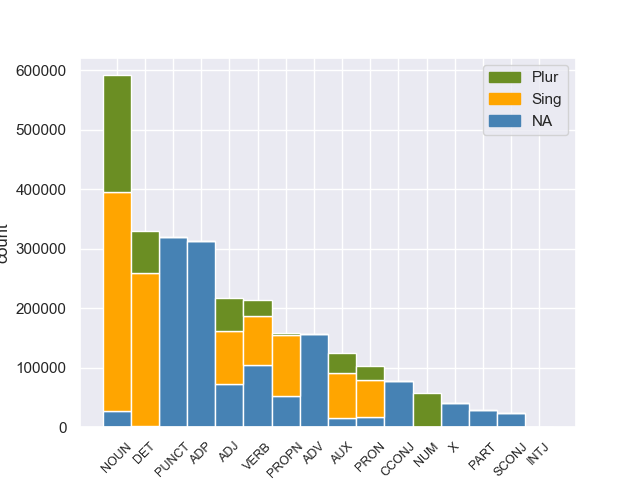 600000
500000
400000
300000
200000
100000
0
count
Plur
Sing
NA
NOUN
DET
PUNCT
ADP
ADJ
VERB
PROPN
ADV
AUX
PRON
CCONJ
NUM
X
PART
SCONJ
INTJ